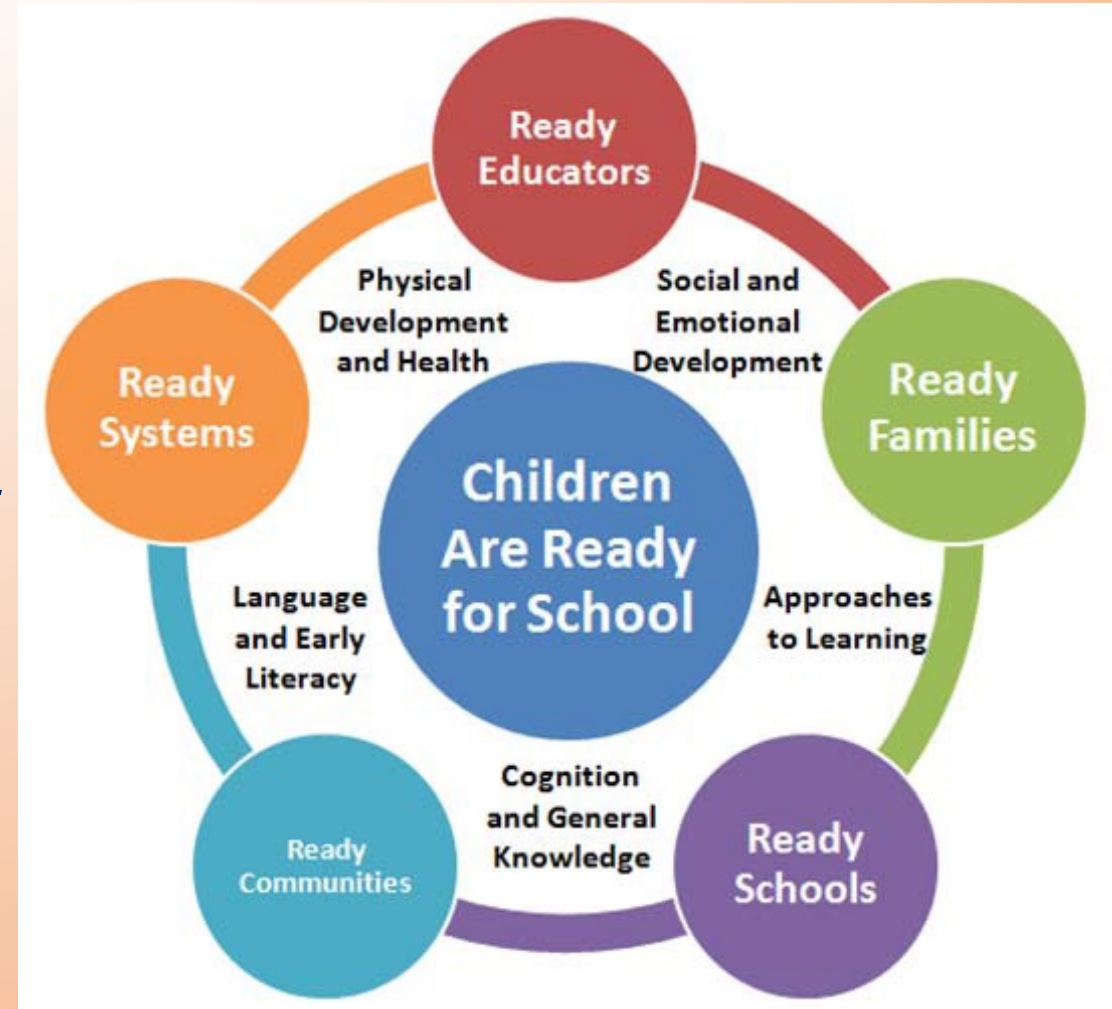 Ready
Educators
Physical
Development
and Health
Social and
Emotional
Development
Ready
Systems
Ready
Families
Children
Are Ready
for School
Language
and Early
Literacy
Approaches
to Learning
Cognition
and General
Knowledge
Ready
Communities
Ready
Schools